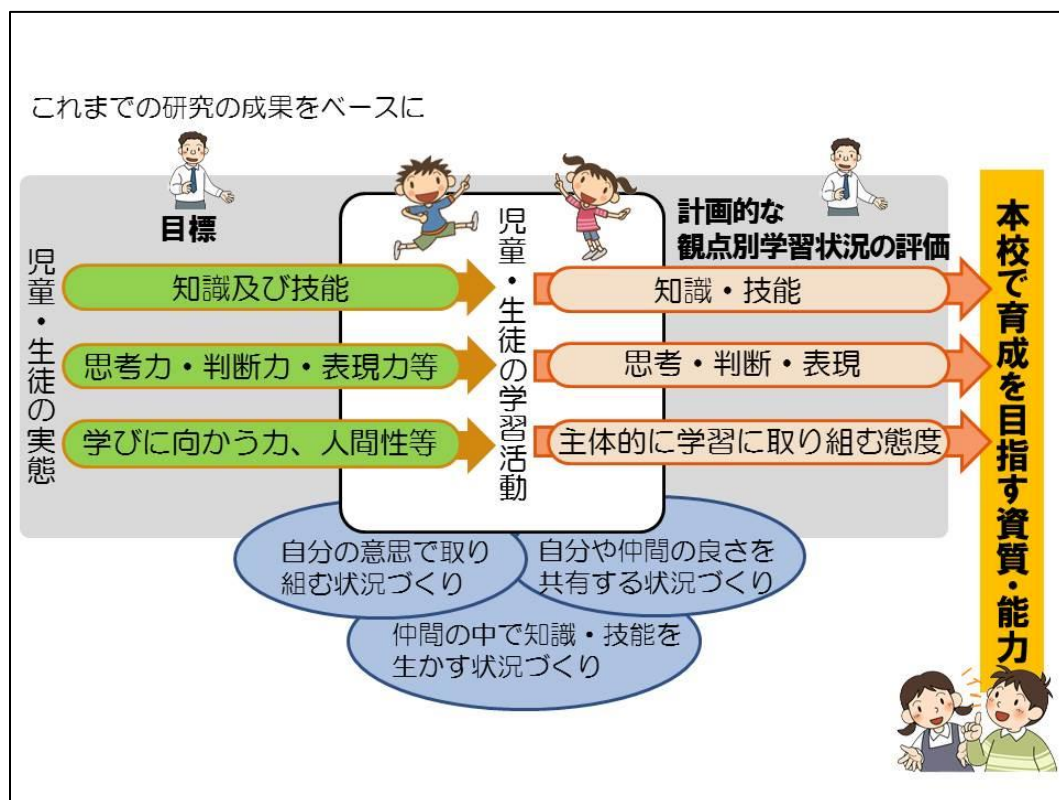 これまでの研究の成果をベースに
目標
計画的な
観点別学習状況の評価
児童・生徒の実態
知識及び技能
思考力・判断力・表現力等
学びに向かう力、人間性等
児童・生徒の学習活動
知識・技能
思考・判断・表現
主体的に学習に取り組む態度
本校で育成を目指す資質・能力
自分の意思で取り
組む状況づくり
自分や仲間の良さを
共有する状況づくり
仲間の中で知識・技能を
生かす状況づくり